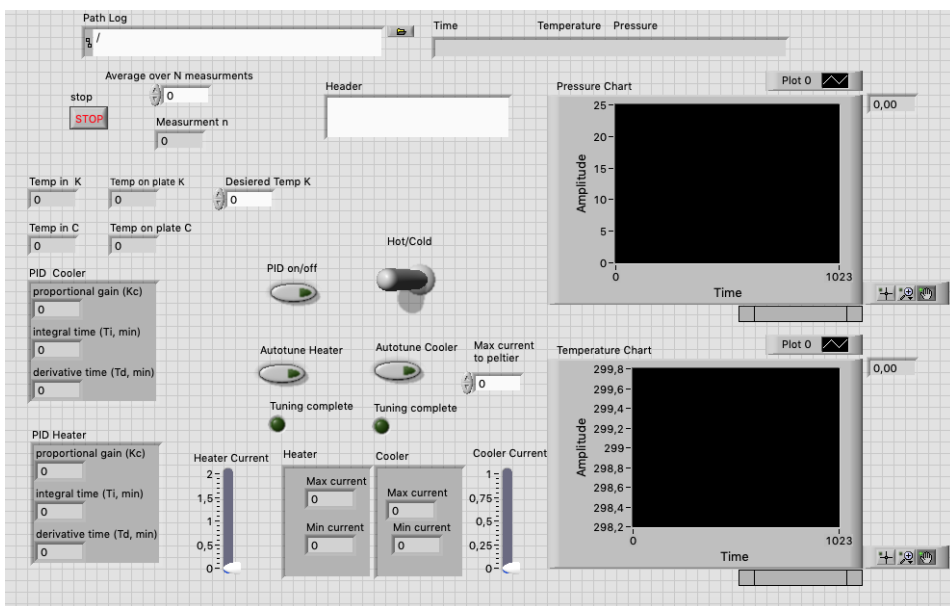 Path Log
/
Time Temperature Pressure
Average over N measurments
0
stop
STOP
Measurment n
0
Header
Pressure Chart
Plot 0
0,00
25
20
15
10
5
0
Amplitude
0 1023
Time
Temp in K
0
Temp on plate K
0
Desiered Temp K
0
Temp in C
0
Temp on plate C
0
Hot/Cold
PID on/off
PID Cooler
proportional gain (Kc)
0
integral time (Ti, min)
0
derivative time (Td, min)
0
Autotune Heater
Autotune Cooler
Max current
to peltier
0
Tuning complete
Tuning complete
Temperature Chart
Plot 0
0,00
299,8
299,6
299,4
299,2
299
298,8
298,6
298,4
298,2
Amplitude
0 1023
Time
PID Heater
proportional gain (Kc)
0
integral time (Ti, min)
0
derivative time (Td, min)
0
Heater Current
2
1,5
1
0,5
0
Heater
Max current
0
Min current
0
Cooler
Max current
0
Min current
0
Cooler Current
1
0,75
0,5
0,25
0